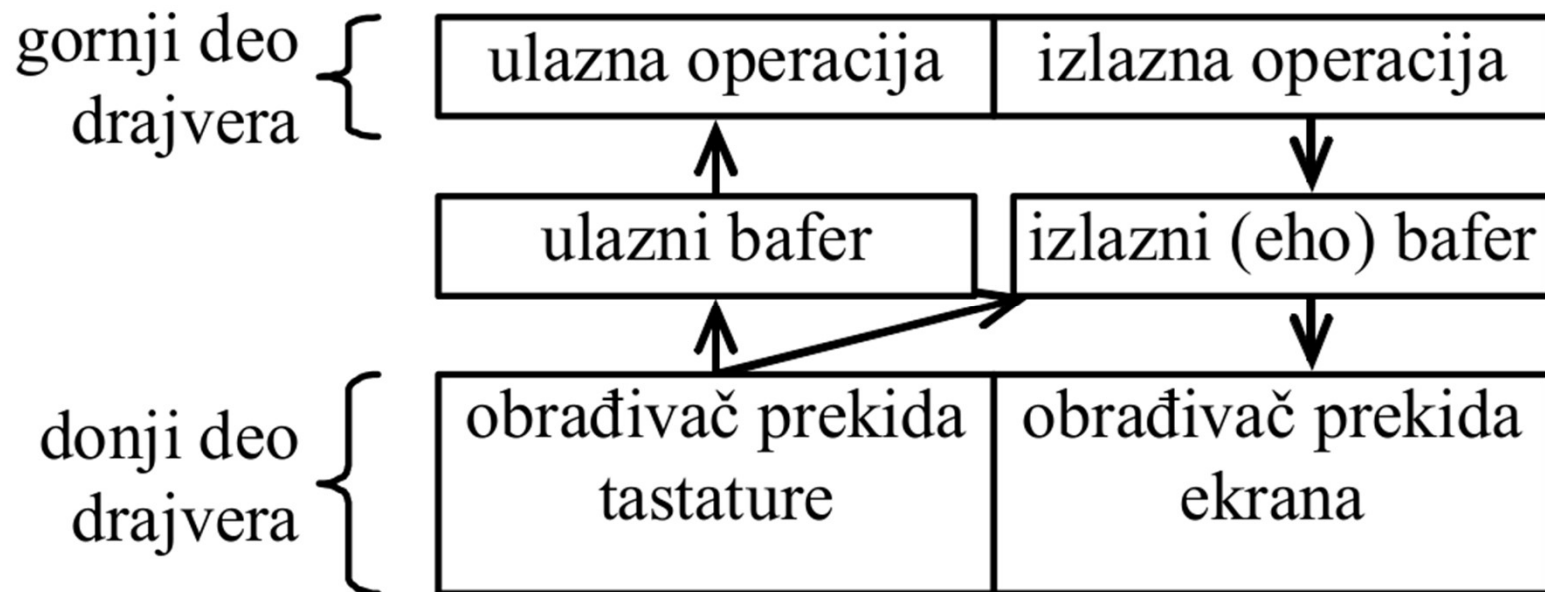 gornji deo
drajvera
ulazna operacija
izlazna operacija
ulazni bafer
izlazni (eho) bafer
donji deo
drajvera
obrađivač prekida
tastature
obrađivač prekida
ekrana